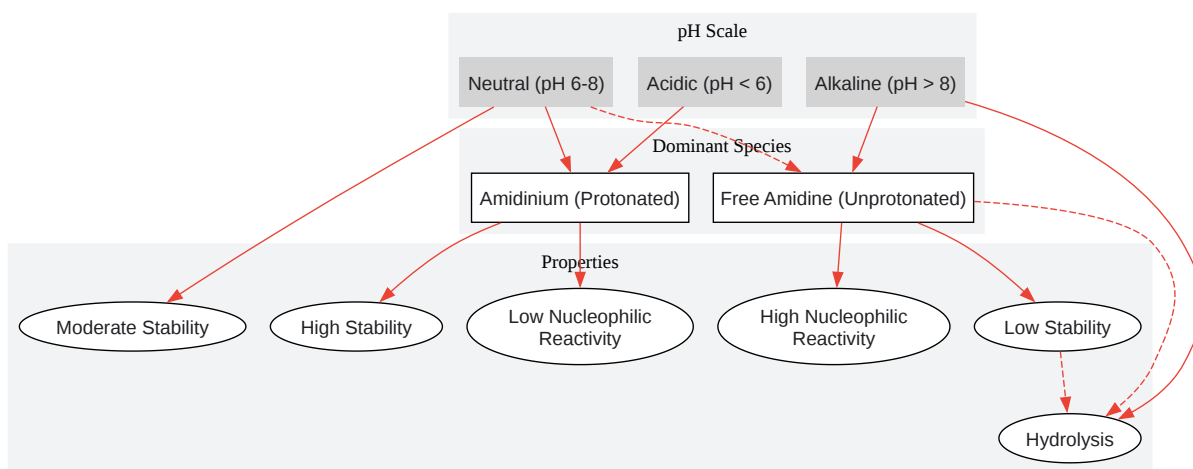 pH Scale
Neutral (pH 6-8)
Acidic (pH < 6)
Alkaline (pH > 8)
Dominant Species
Amidinium (Protonated)
Free Amidine (Unprotonated)
Properties
Moderate Stability
High Stability
Low Nucleophilic
Reactivity
High Nucleophilic
Reactivity
Low Stability
Hydrolysis